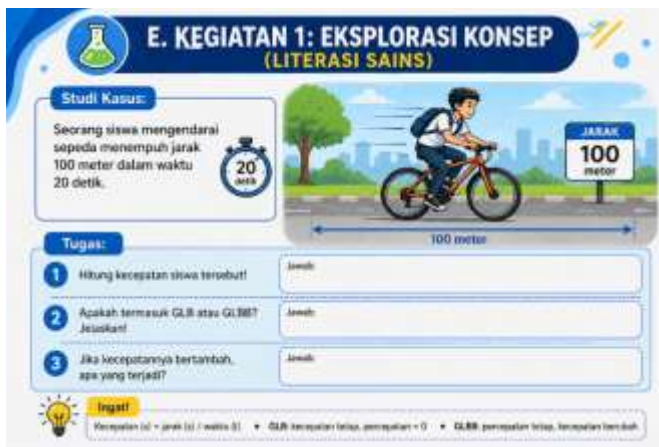 E. KEGIATAN 1: EKSPLORASI KONSEP
(LITERASI SAINS)
Studi Kasus:
Seorang siswa mengendarai
sepeda menempuh jarak
100 meter dalam waktu
20 detik.
20
detik
JARAK
100
meter
100 meter
Tugas:
1 Hitung kecepatan siswa tersebut!
Jawab:
2 Apakah termasuk GLB atau GLBB?
Jelaskan!
Jawab:
3 Jika kecepatannya bertambah,
apa yang terjadi?
Jawab:
Ingat!
Kecepatan (v) = jarak (s) / waktu (t) • GLB: kecepatan tetap, percepatan = 0 • GLBB: percepatan tetap, kecepatan berubah